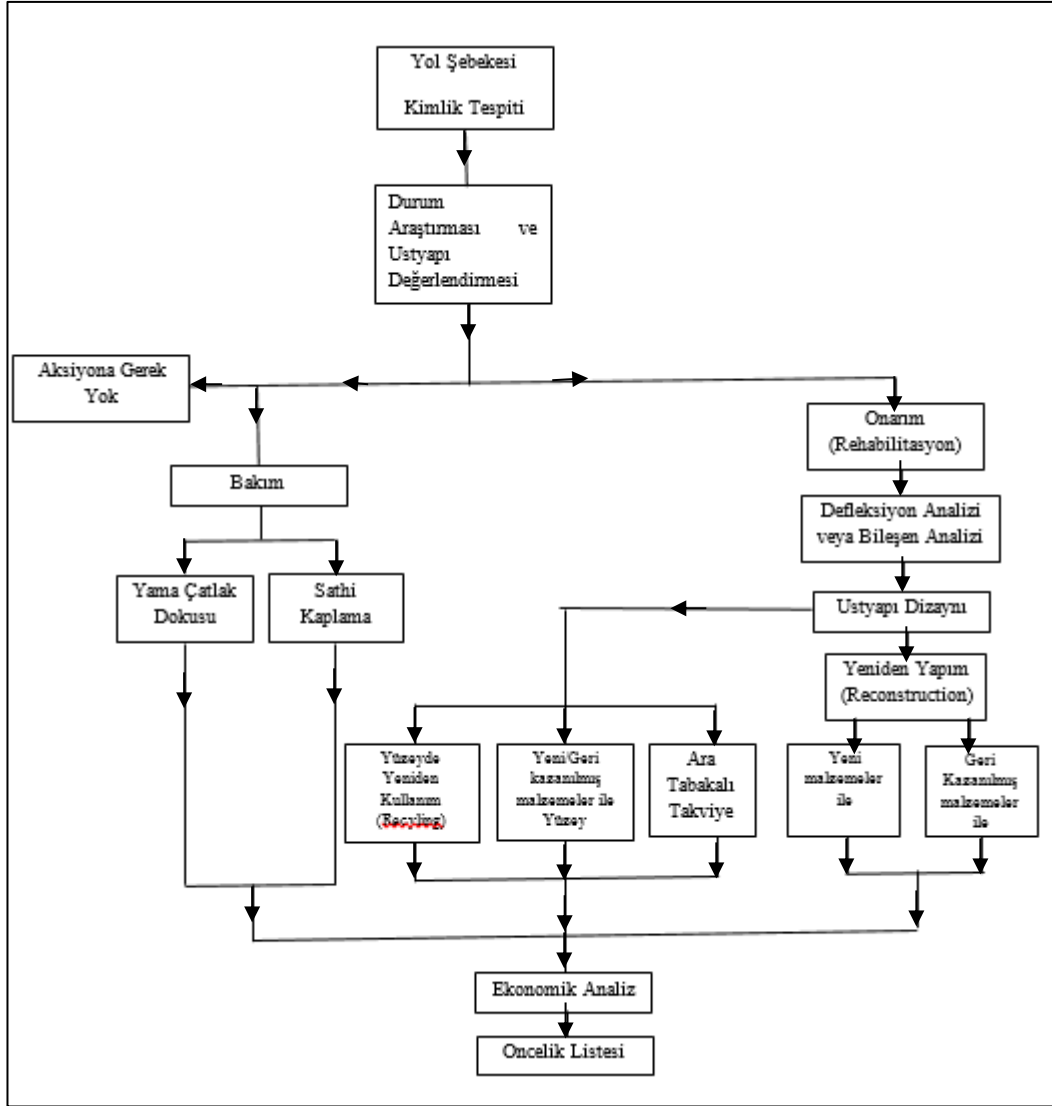 Yol Şebekesi
Kimlik Tespiti
Durum
Araştırması ve
Ustyapı
Değerlendirmesi
Aksiyona Gerek
Yok
Onarım
(Rehabilitasyon)
Bakım
Defleksiyon Analizi
veya Bileşen Analizi
Yama Çatlak
Dokusu
Sathi
Kaplama
Ustyapı Dizaynı
Yeniden Yapım
(Reconstruction)
Yüzeyde
Yeniden
Kullanım
(Recyling)
Yeni/Geri
kazanılmış
malzemeler ile
Yüzey
Ara
Tabakalı
Takviye
Yeni
malzemeler
ile
Geri
Kazanılmış
malzemeler
ile
Ekonomik Analiz
Oncelik Listesi